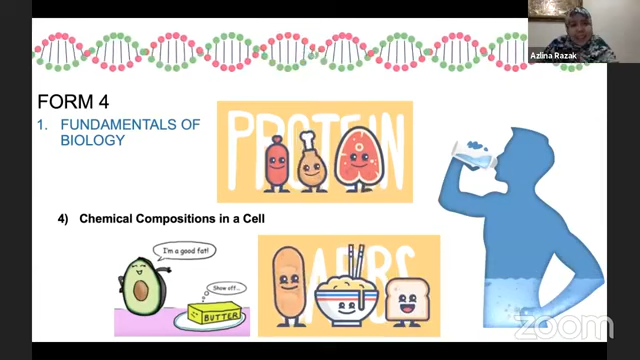 Azlina Razak
FORM 4
1. FUNDAMENTALS OF
BIOLOGY
PROTEIN
4) Chemical Compositions in a Cell
I'm a good fat!
Show off...
BUTTER
CARBS
zoom